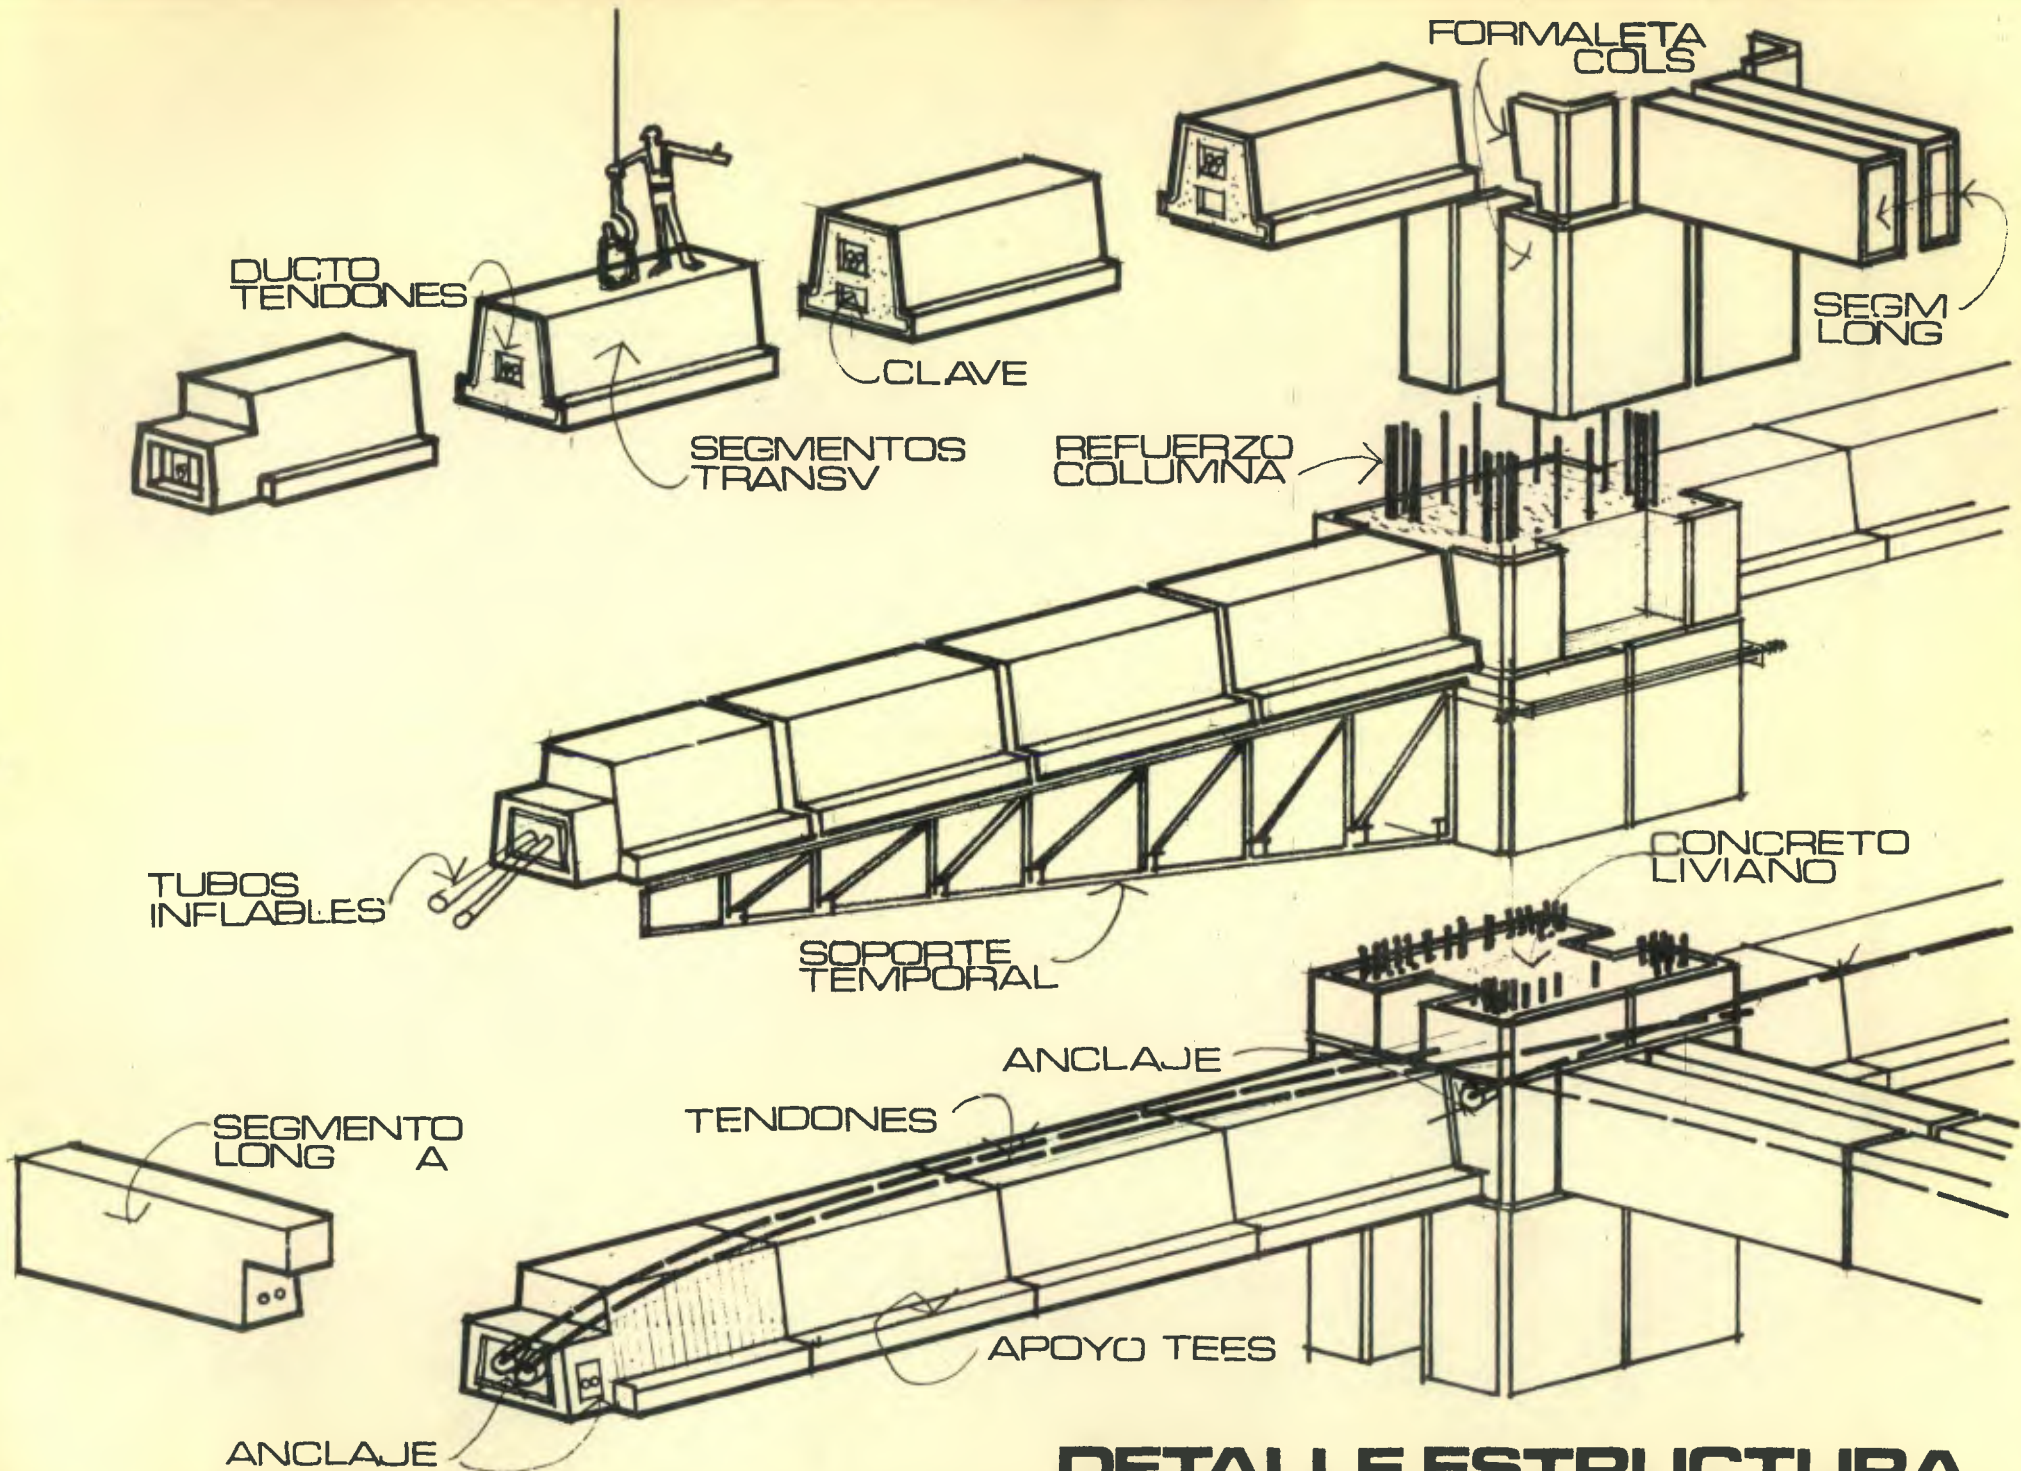 FORMALETA
COLS
DUCTO
TENDONES
CLAVE
SEGM
LONG
SEGMENTOS
TRANSV
REFUERZO
COLUMNA
TUBOS
INFLABLES
SOPORTE
TEMPORAL
CONCRETO
LIVIANO
ANCLAJE
TENDONES
SEGMENTO
LONG A
APOYO TEES
ANCLAJE
DETALLE ESTRUCTURA